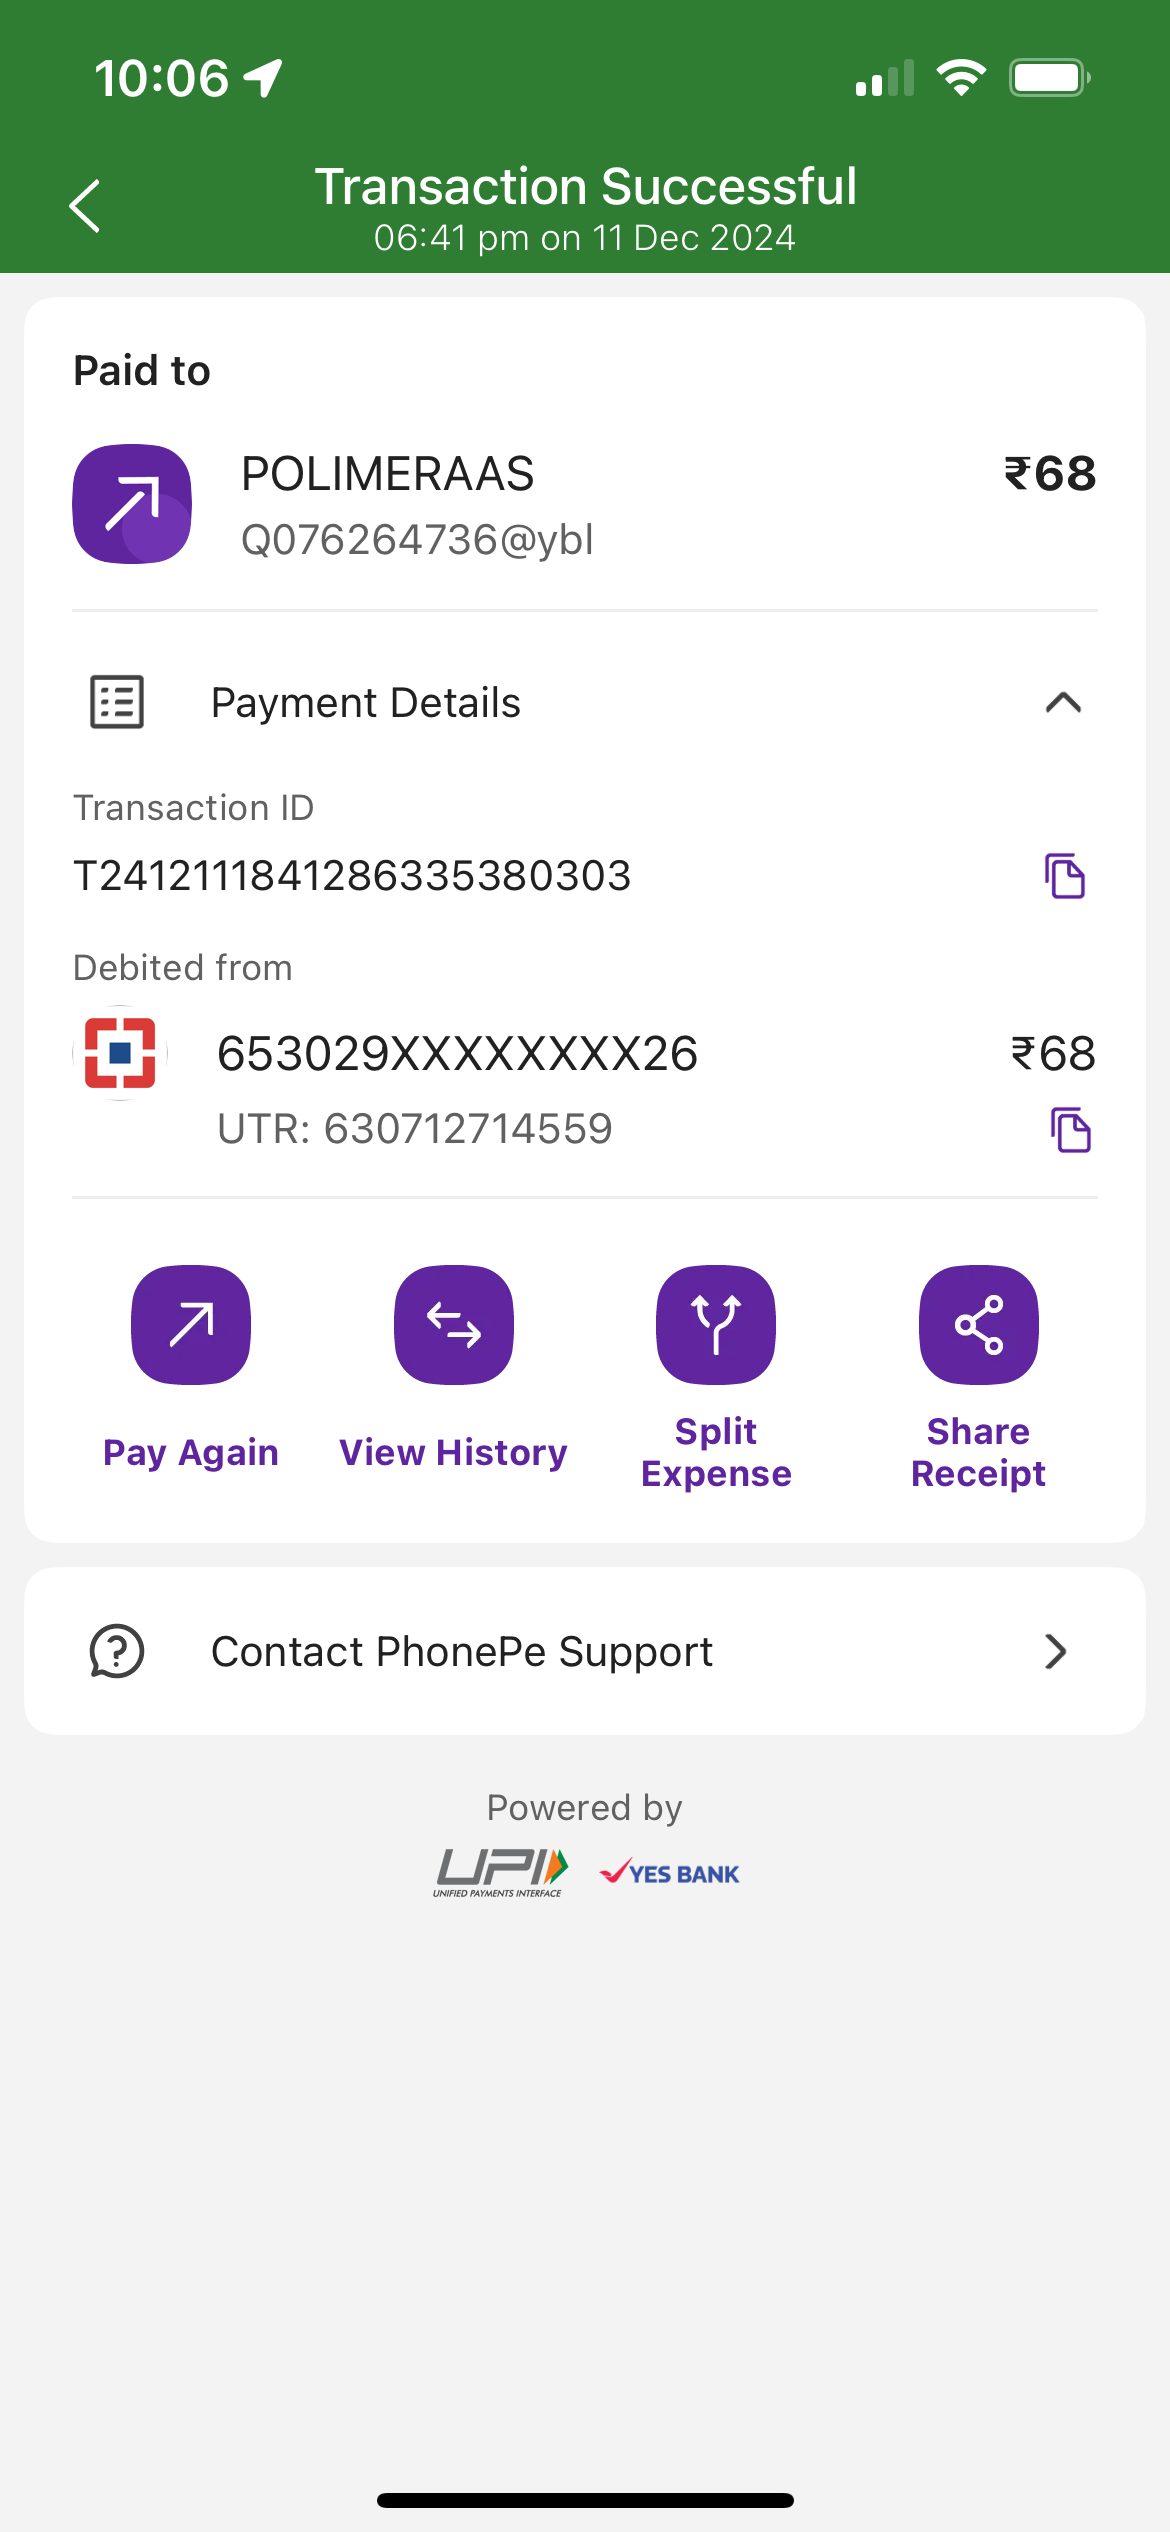 10:06
Transaction Successful
06:41 pm on 11 Dec 2024
Paid to
POLIMERAAS
₹68
Q076264736@ybl
Payment Details
Transaction ID
T2412111841286335380303
Debited from
653029XXXXXXXX26
₹68
UTR: 630712714559
Pay Again
View History
Split
Expense
Share
Receipt
Contact PhonePe Support
Powered by
UPI
UNIFIED PAYMENTS INTERFACE
YES BANK